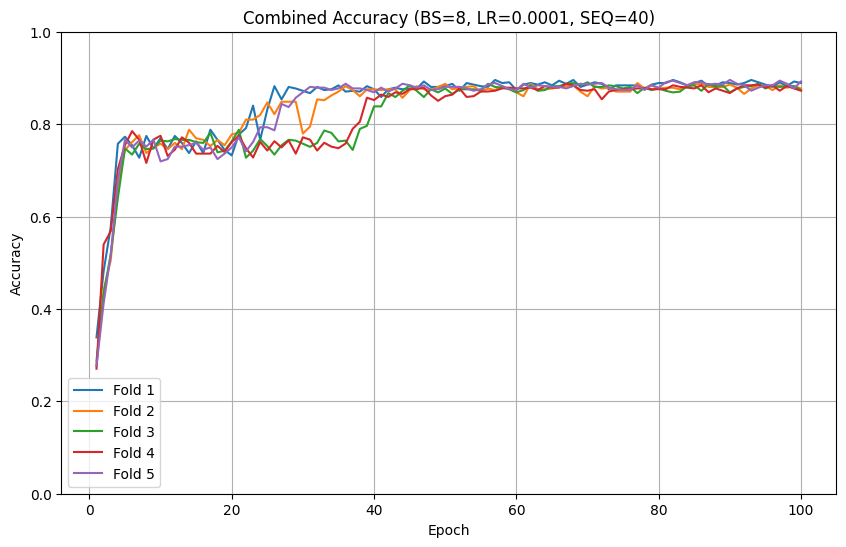 Combined Accuracy (BS=8, LR=0.0001, SEQ=40)
1.0
0.8
0.6
0.4
0.2
0.0
Accuracy
Fold 1
Fold 2
Fold 3
Fold 4
Fold 5
0 20 40 60 80 100
Epoch